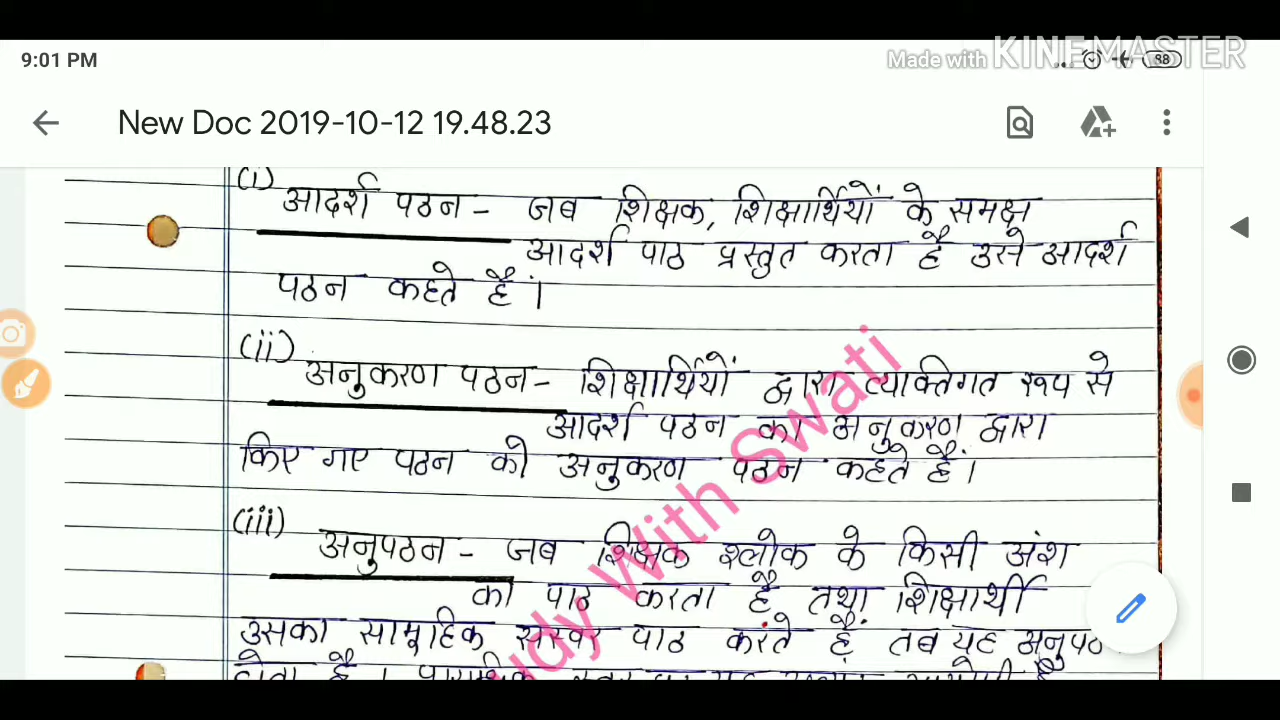 9:01 PM
Made with KINEMASTER
88
New Doc 2019-10-12 19.48.23
(i)
आदर्श पठन - जब शिक्षक, शिक्षार्थियों के समक्ष
आदर्श पाठ प्रस्तुत करता है उसे आदर्श
पठन कहते है।
(ii)
अनुकरण पठन - शिक्षार्थियों द्वारा व्यक्तिगत रूप से
आदर्श पठन का अनुकरण द्वारा
किए गए पठन को अनुकरण पठन कहते है।
(iii)
अनुपठन - जब शिक्षक श्लोक के किसी अंश
का पाठ करता है, तथा शिक्षार्थी
उसका सामूहिक सस्वर पाठ करते है, तब यह अनुपठ
होता है।
udy With Swati